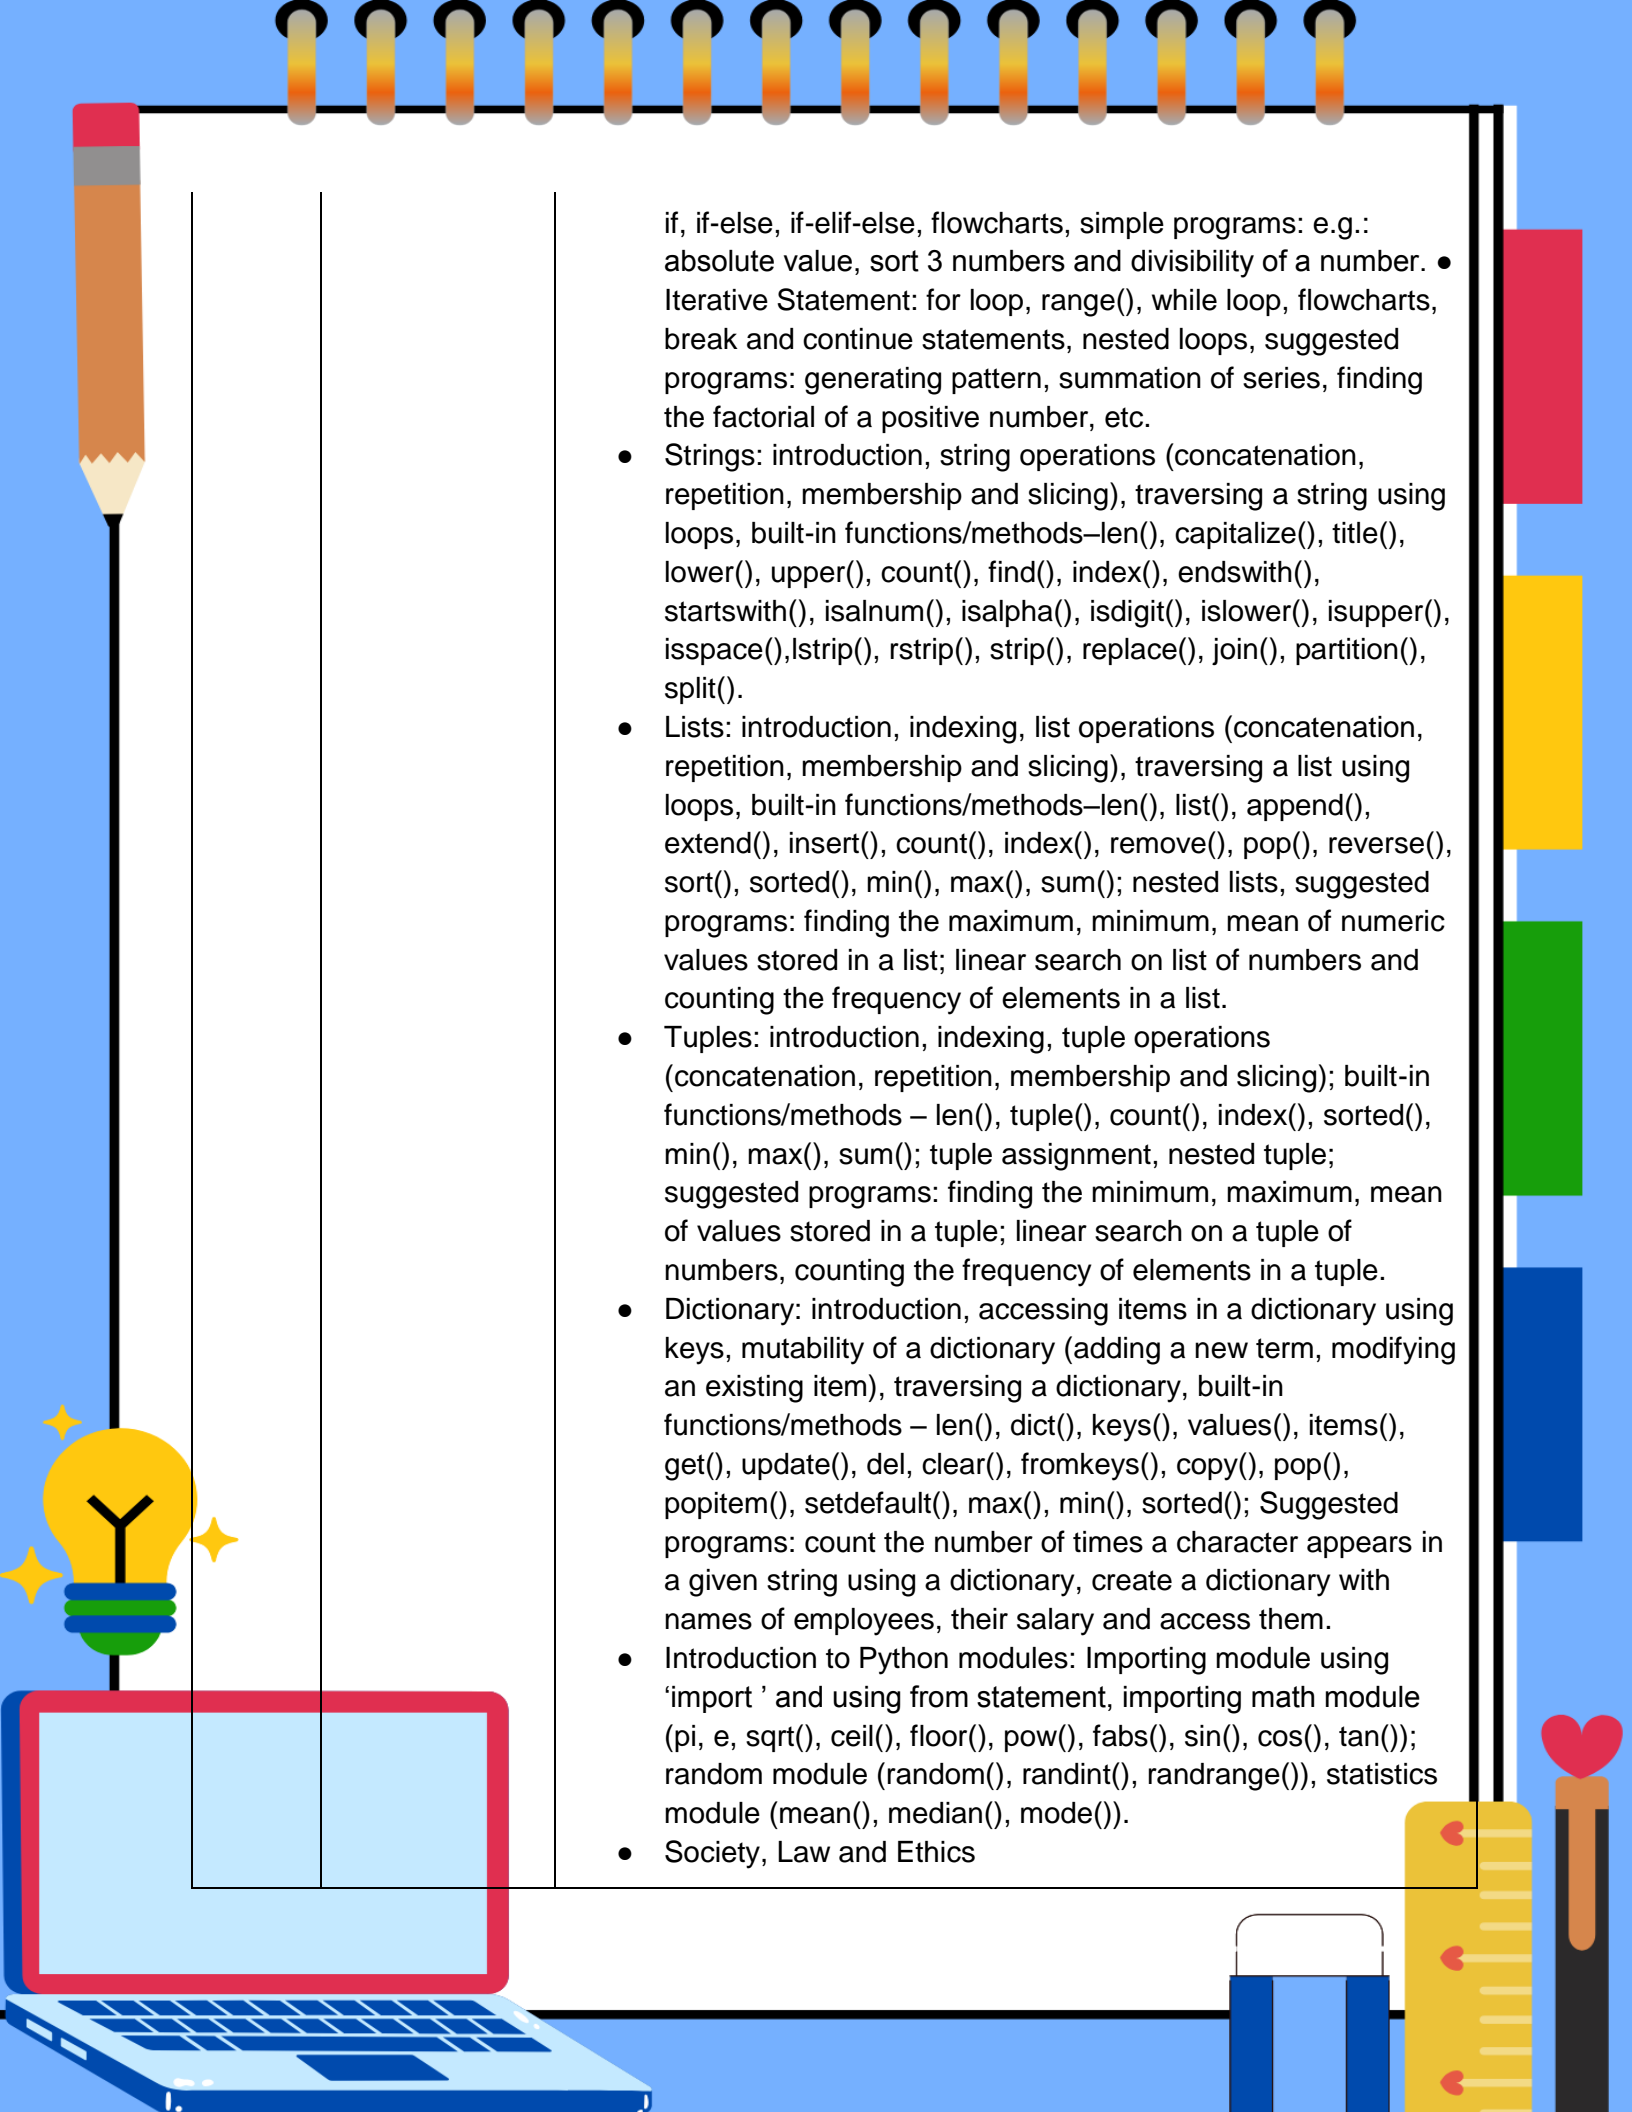 if, if-else, if-elif-else, flowcharts, simple programs: e.g.:
absolute value, sort 3 numbers and divisibility of a number. ●
Iterative Statement: for loop, range(), while loop, flowcharts,
break and continue statements, nested loops, suggested
programs: generating pattern, summation of series, finding
the factorial of a positive number, etc.
● Strings: introduction, string operations (concatenation,
repetition, membership and slicing), traversing a string using
loops, built-in functions/methods–len(), capitalize(), title(),
lower(), upper(), count(), find(), index(), endswith(),
startswith(), isalnum(), isalpha(), isdigit(), islower(), isupper(),
isspace(),lstrip(), rstrip(), strip(), replace(), join(), partition(),
split().
● Lists: introduction, indexing, list operations (concatenation,
repetition, membership and slicing), traversing a list using
loops, built-in functions/methods–len(), list(), append(),
extend(), insert(), count(), index(), remove(), pop(), reverse(),
sort(), sorted(), min(), max(), sum(); nested lists, suggested
programs: finding the maximum, minimum, mean of numeric
values stored in a list; linear search on list of numbers and
counting the frequency of elements in a list.
● Tuples: introduction, indexing, tuple operations
(concatenation, repetition, membership and slicing); built-in
functions/methods – len(), tuple(), count(), index(), sorted(),
min(), max(), sum(); tuple assignment, nested tuple;
suggested programs: finding the minimum, maximum, mean
of values stored in a tuple; linear search on a tuple of
numbers, counting the frequency of elements in a tuple.
● Dictionary: introduction, accessing items in a dictionary using
keys, mutability of a dictionary (adding a new term, modifying
an existing item), traversing a dictionary, built-in
functions/methods – len(), dict(), keys(), values(), items(),
get(), update(), del, clear(), fromkeys(), copy(), pop(),
popitem(), setdefault(), max(), min(), sorted(); Suggested
programs: count the number of times a character appears in
a given string using a dictionary, create a dictionary with
names of employees, their salary and access them.
● Introduction to Python modules: Importing module using
‘import ’ and using from statement, importing math module
(pi, e, sqrt(), ceil(), floor(), pow(), fabs(), sin(), cos(), tan());
random module (random(), randint(), randrange()), statistics
module (mean(), median(), mode()).
● Society, Law and Ethics